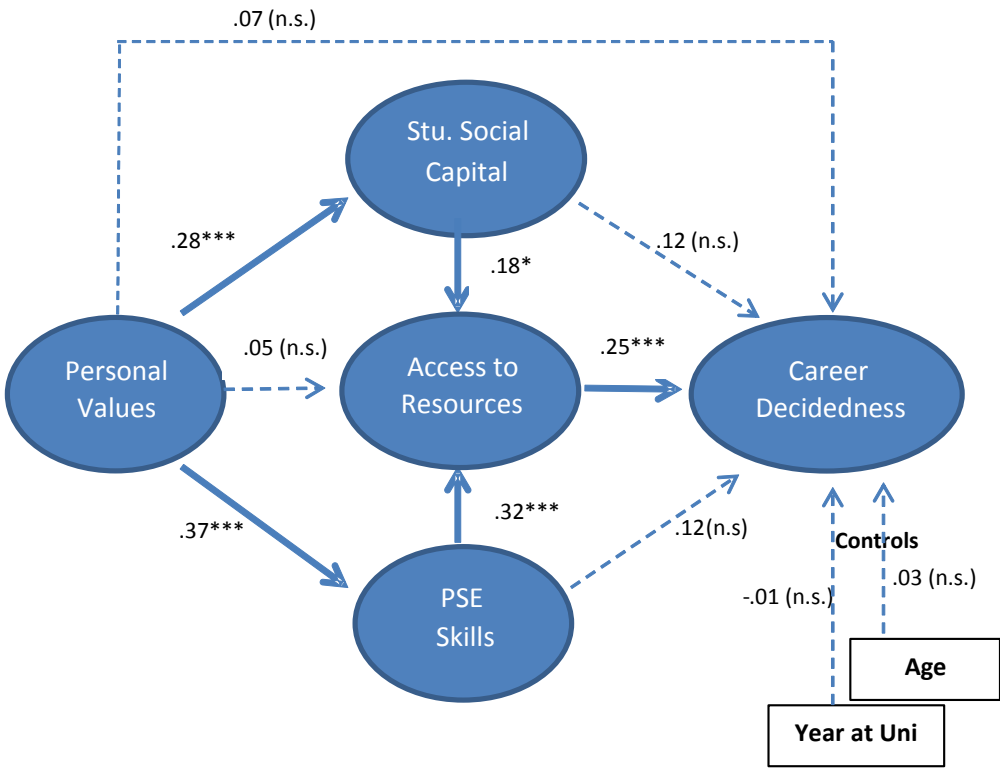 .07 (n.s.)
Stu. Social
Capital
.28***
.12 (n.s.)
.18*
.05 (n.s.)
.25***
Personal
Values
Access to
Resources
Career
Decidedness
.37***
.32***
.12(n.s)
Controls
.03 (n.s.)
-.01 (n.s.)
PSE
Skills
Age
Year at Uni